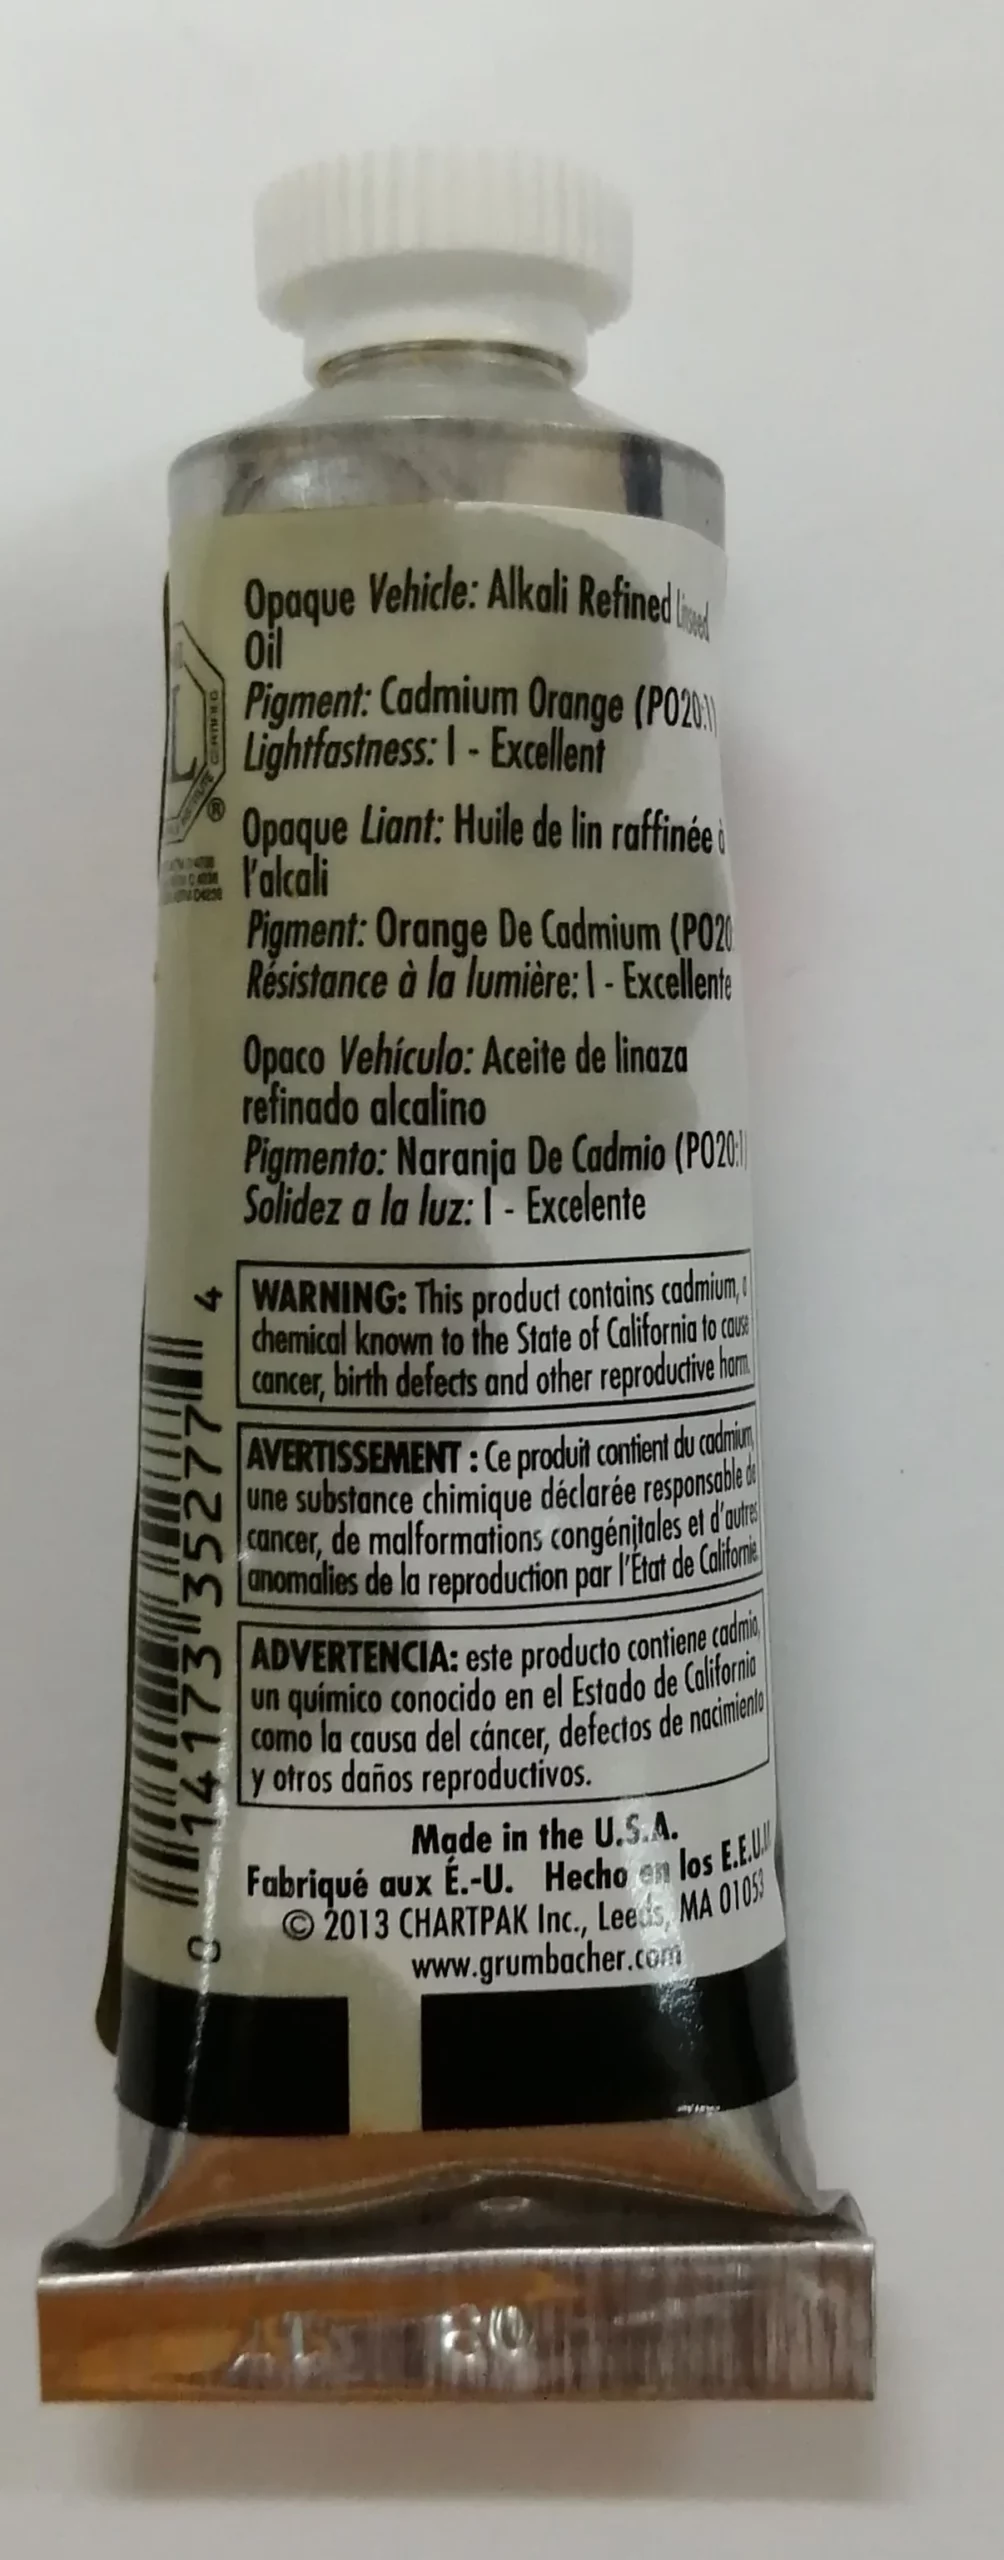 Opaque Vehicle: Alkali Refined Linseed
Oil
Pigment: Cadmium Orange (PO20:1)
Lightfastness: I - Excellent
Opaque Liant: Huile de lin raffinée à
l'alcali
Pigment: Orange De Cadmium (PO20
Résistance à la lumière: I - Excellente
Opaco Vehículo: Aceite de linaza
refinado alcalino
Pigmento: Naranja De Cadmio (PO20:1)
Solidez a la luz: I - Excelente
WARNING: This product contains cadmium, a
chemical known to the State of California to cause
cancer, birth defects and other reproductive harm.
AVERTISSEMENT : Ce produit contient du cadmium,
une substance chimique déclarée responsable de
cancer, de malformations congénitales et d'autres
anomalies de la reproduction par l'État de Californie.
ADVERTENCIA: este producto contiene cadmio,
un químico conocido en el Estado de California
como la causa del cáncer, defectos de nacimiento
y otros daños reproductivos.
Made in the U.S.A.
Fabriqué aux É.-U. Hecho en los E.E.U.U.
© 2013 CHARTPAK Inc., Leeds, MA 01053
www.grumbacher.com
0 14173 35277 4
CERTIFIED
®